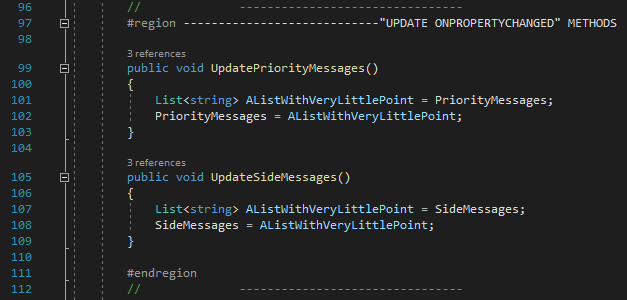 96 // --------------------------------
97 #region ----------------------------"UPDATE ONPROPERTYCHANGED" METHODS
98
3 references
99 public void UpdatePriorityMessages()
100 {
101 List<string> AListWithVeryLittlePoint = PriorityMessages;
102 PriorityMessages = AListWithVeryLittlePoint;
103 }
104
3 references
105 public void UpdateSideMessages()
106 {
107 List<string> AListWithVeryLittlePoint = SideMessages;
108 SideMessages = AListWithVeryLittlePoint;
109 }
110
111 #endregion
112 // --------------------------------